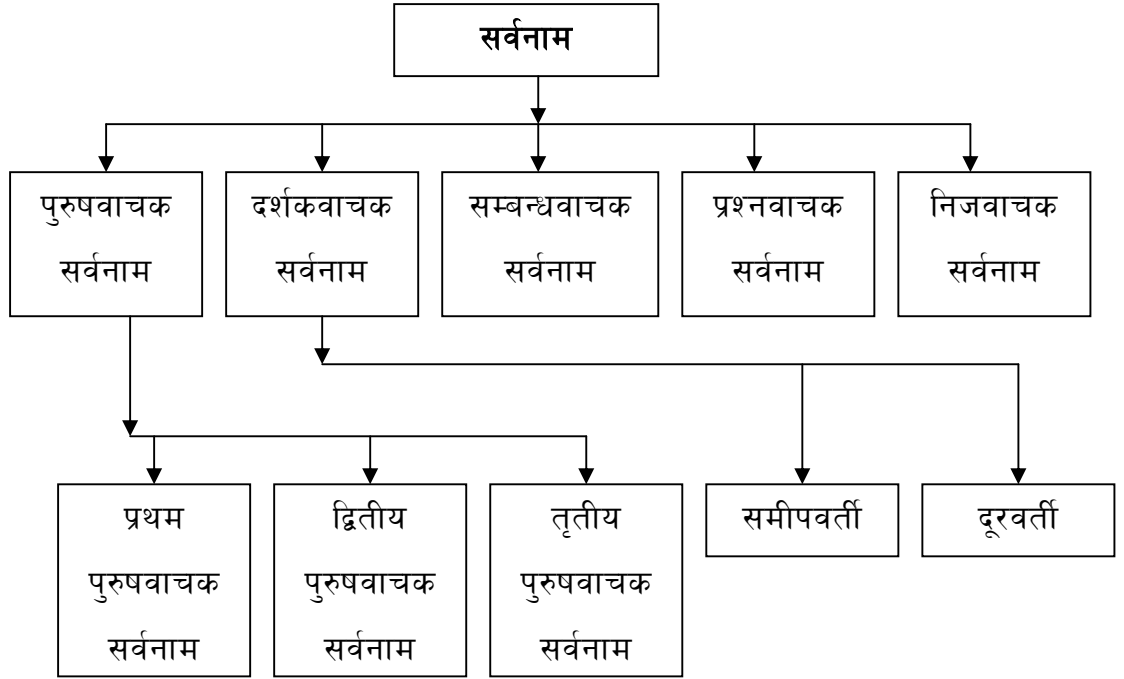 सर्वनाम
पुरुषवाचक
सर्वनाम
दर्शकवाचक
सर्वनाम
सम्बन्धवाचक
सर्वनाम
प्रश्नवाचक
सर्वनाम
निजवाचक
सर्वनाम
प्रथम
पुरुषवाचक
सर्वनाम
द्वितीय
पुरुषवाचक
सर्वनाम
तृतीय
पुरुषवाचक
सर्वनाम
समीपवर्ती
दूरवर्ती